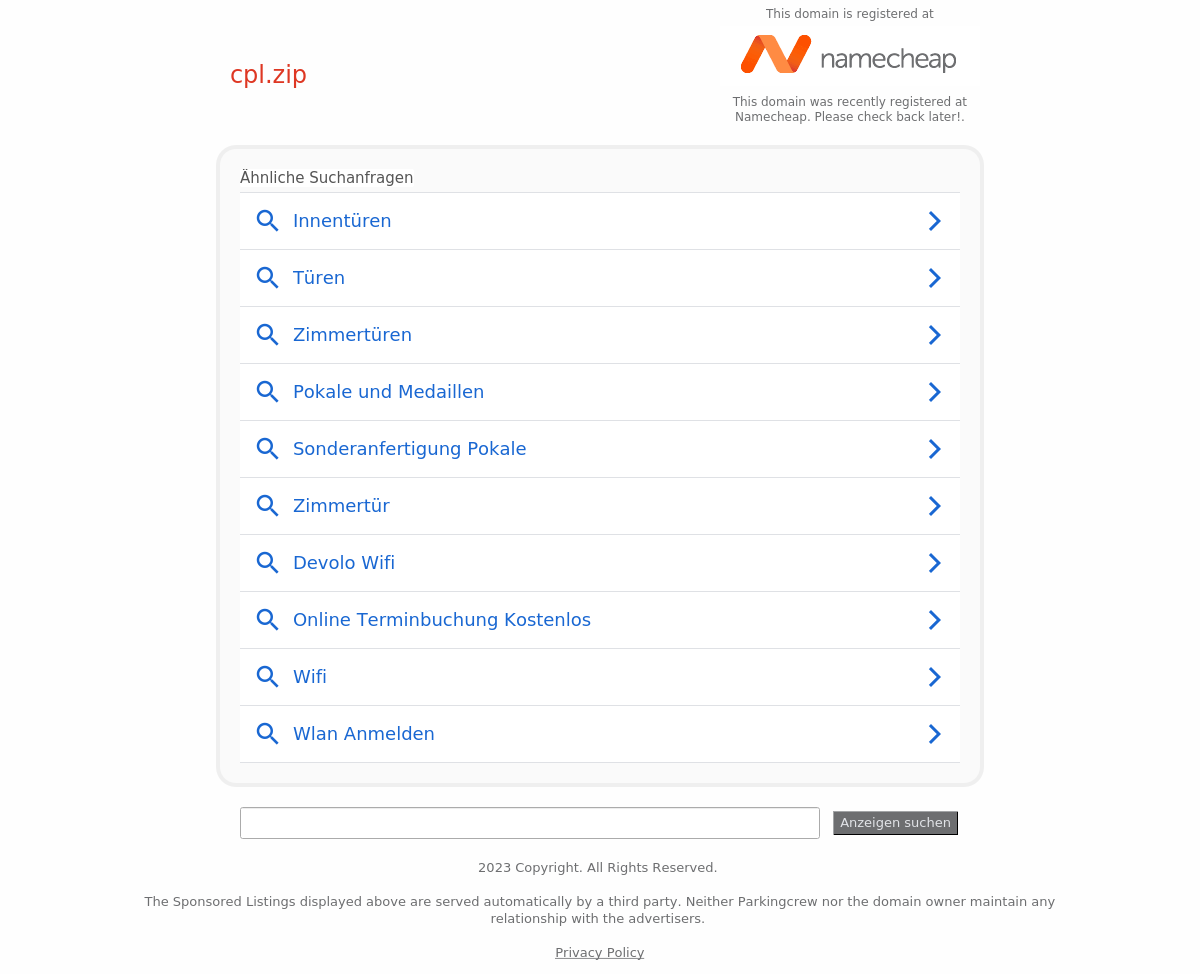 This domain is registered at
namecheap
cpl.zip
This domain was recently registered at
Namecheap. Please check back later!.
Ähnliche Suchanfragen
Innentüren
Türen
Zimmertüren
Pokale und Medaillen
Sonderanfertigung Pokale
Zimmertür
Devolo Wifi
Online Terminbuchung Kostenlos
Wifi
Wlan Anmelden
Anzeigen suchen
2023 Copyright. All Rights Reserved.
The Sponsored Listings displayed above are served automatically by a third party. Neither Parkingcrew nor the domain owner maintain any
relationship with the advertisers.
Privacy Policy